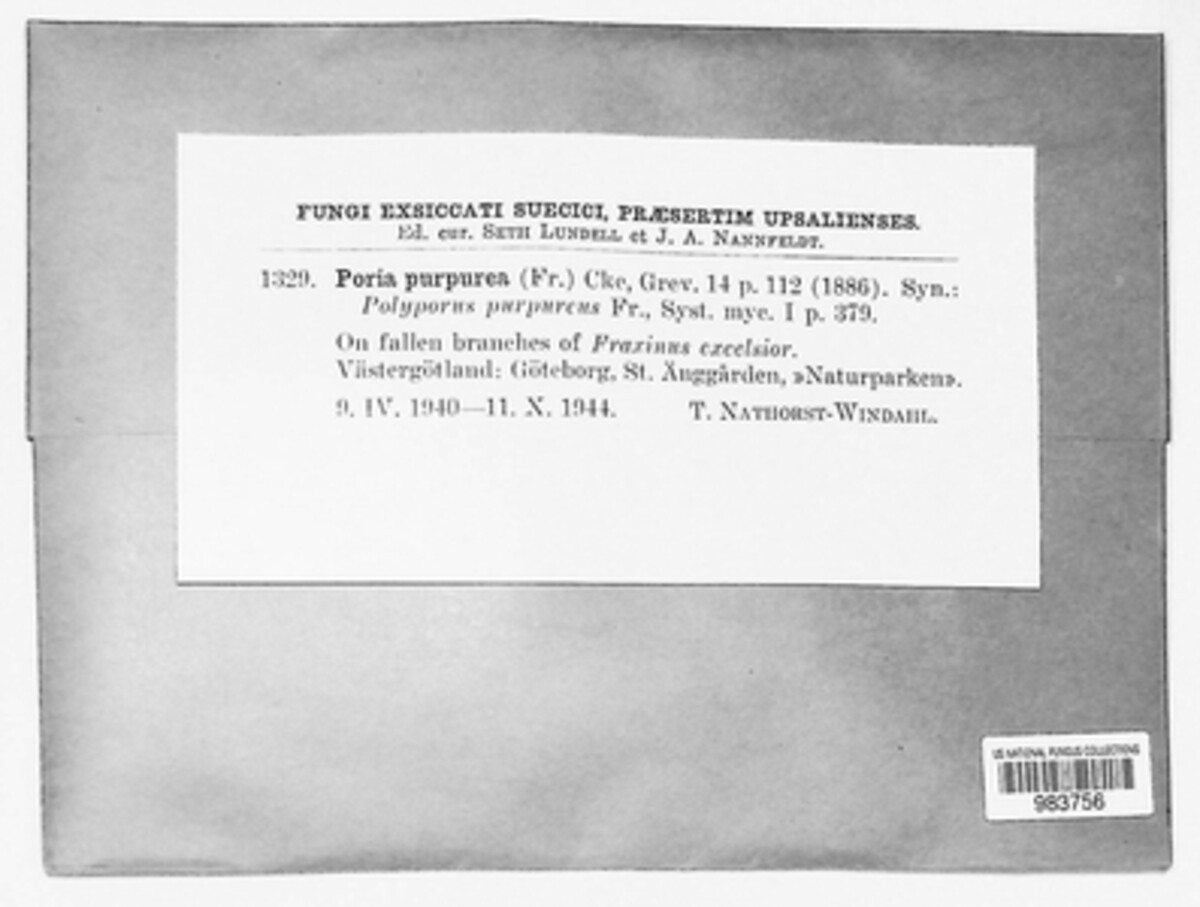 FUNGI EXSICCATI SUECICI, PRÆSERTIM UPSALIENSES.
Ed. cur. SETH LUNDELL et J. A. NANNFELDT.
1329. Poria purpurea (Fr.) Cke, Grev. 14 p. 112 (1886). Syn.:
Polyporus purpureus Fr., Syst. myc. I p. 379.
On fallen branches of Fraxinus excelsior.
Västergötland: Göteborg, St. Änggården, »Naturparken».
9. IV. 1940—11. X. 1944. T. NATHORST-WINDAHL.
US NATIONAL FUNGUS COLLECTIONS
983756